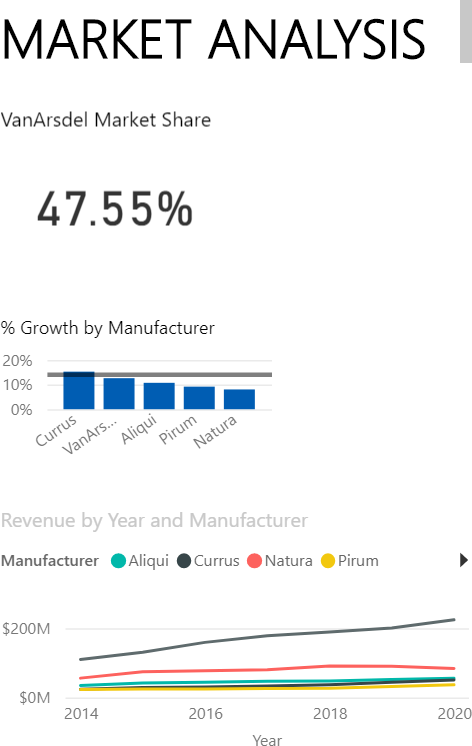 MARKET ANALYSIS
VanArsdel Market Share
47.55%
% Growth by Manufacturer
20%
10%
0%
Currus VanArs... Aliqui Pirum Natura
Revenue by Year and Manufacturer
Manufacturer Aliqui Currus Natura Pirum
$200M
$0M
2014 2016 2018 2020
Year